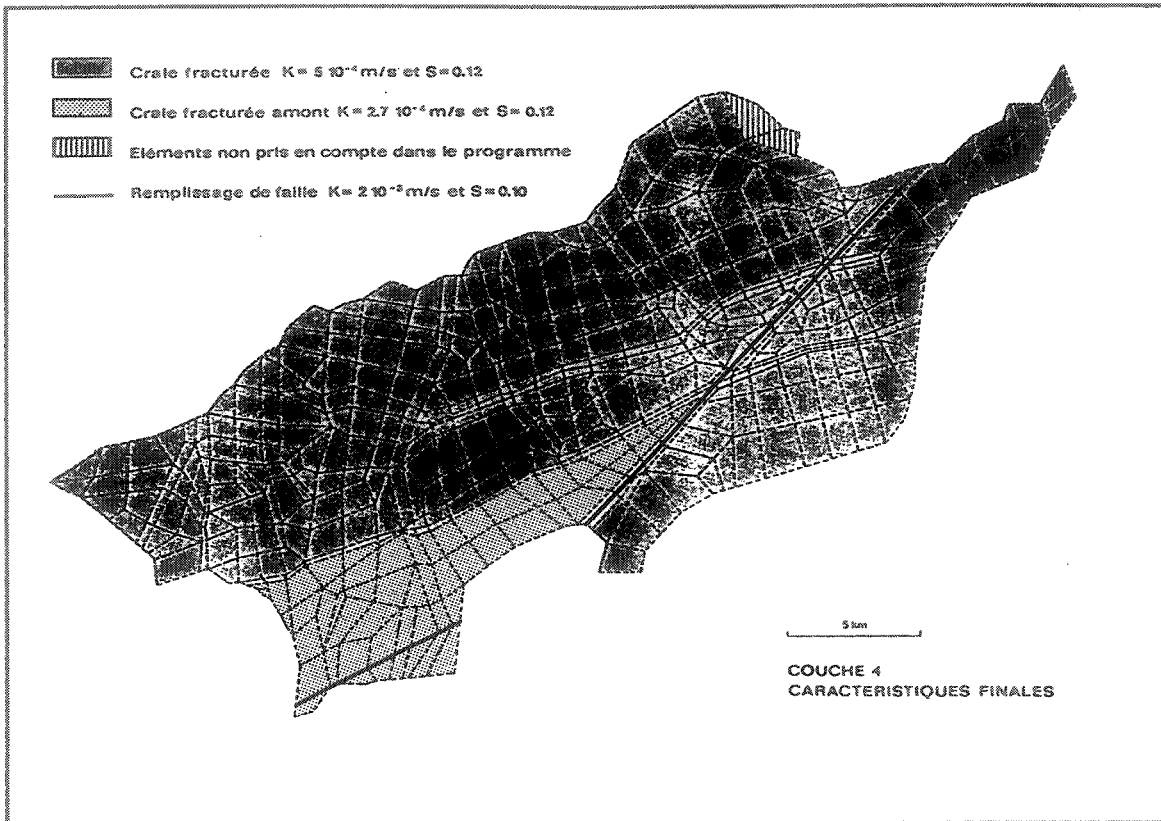 Craie fracturée K= 5 10⁻⁴ m/s et S=0.12
Craie fracturée amont K= 2.7 10⁻⁴ m/s et S= 0.12
Eléments non pris en compte dans le programme
Remplissage de faille K= 2 10⁻³ m/s et S=0.10
5 km
COUCHE 4
CARACTERISTIQUES FINALES